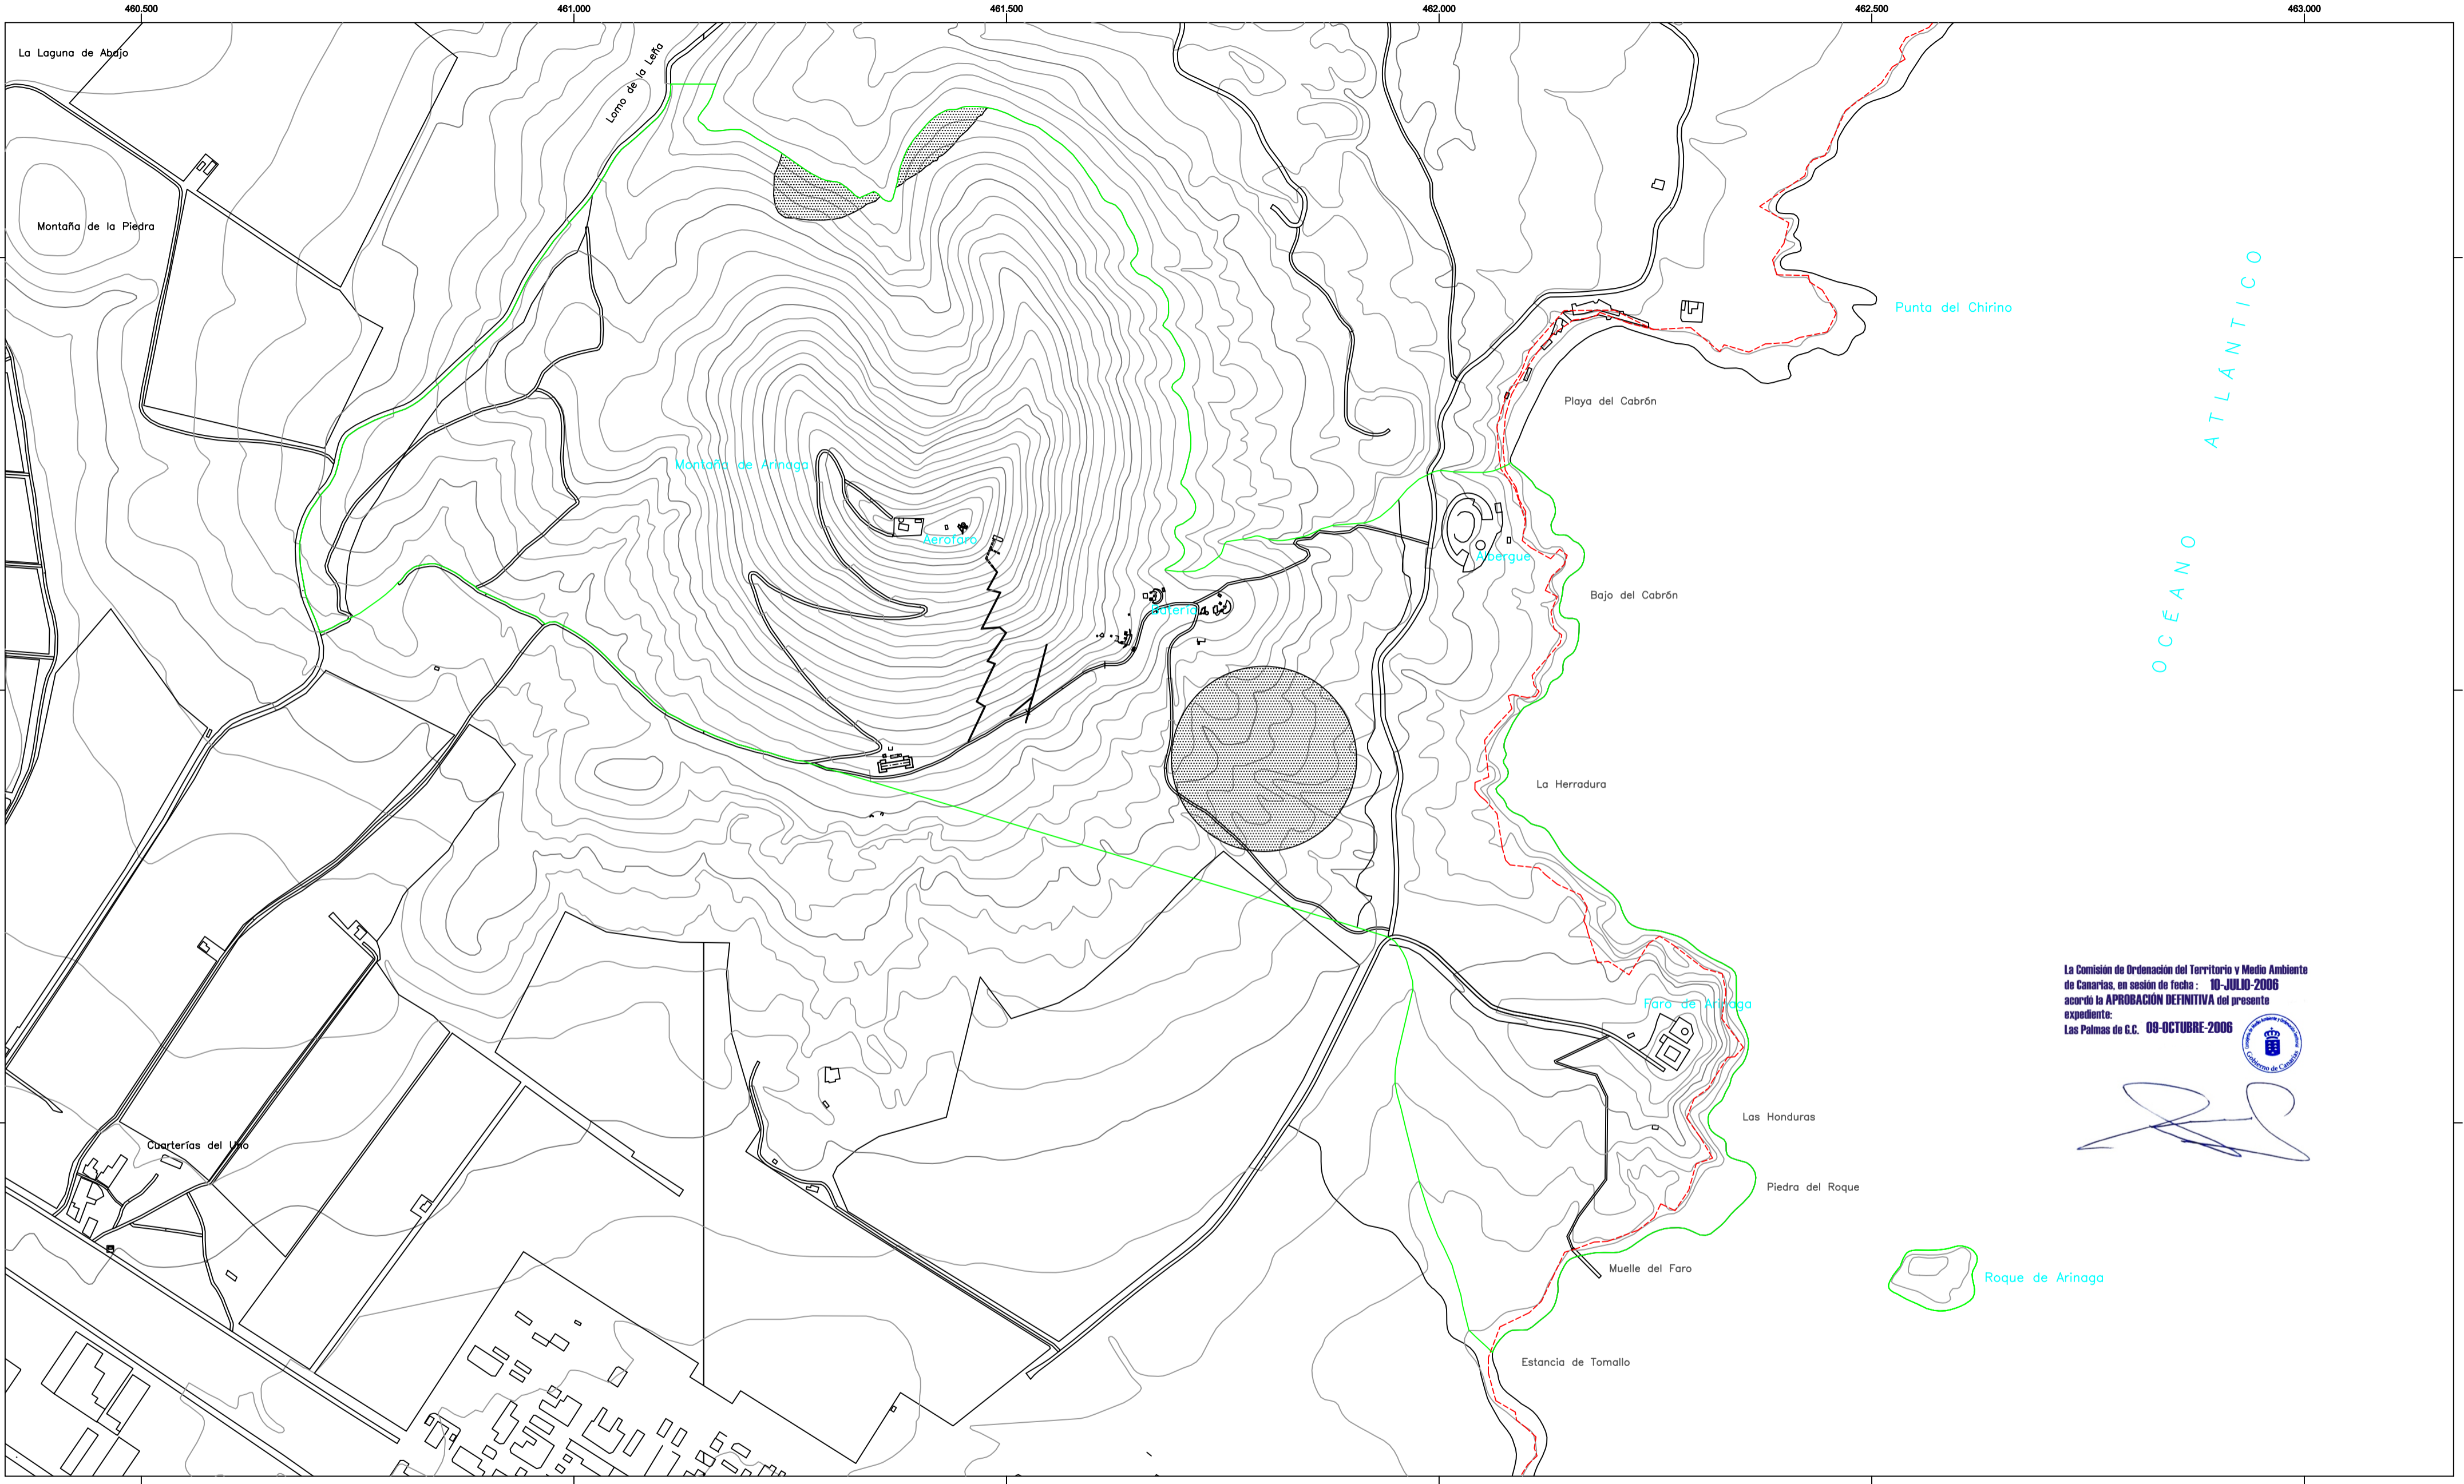 460.500
461.000
461.500
462.000
462.500
463.000
La Laguna de Abajo
Lomo de la Leña
Montaña de la Piedra
Punta del Chirino
OCÉANO ATLÁNTICO
Playa del Cabrón
Montaña de Arinaga
Aerofaro
Albergue
Bajo del Cabrón
Batería
La Herradura
La Comisión de Ordenación del Territorio y Medio Ambiente
de Canarias, en sesión de fecha : 10-JULIO-2006
acordó la APROBACIÓN DEFINITIVA del presente
expediente:
Las Palmas de G.C. 09-OCTUBRE-2006
Gobierno de Canarias
Faro de Arinaga
Las Honduras
Cuarterías del Uno
Piedra del Roque
Muelle del Faro
Roque de Arinaga
Estancia de Tomallo